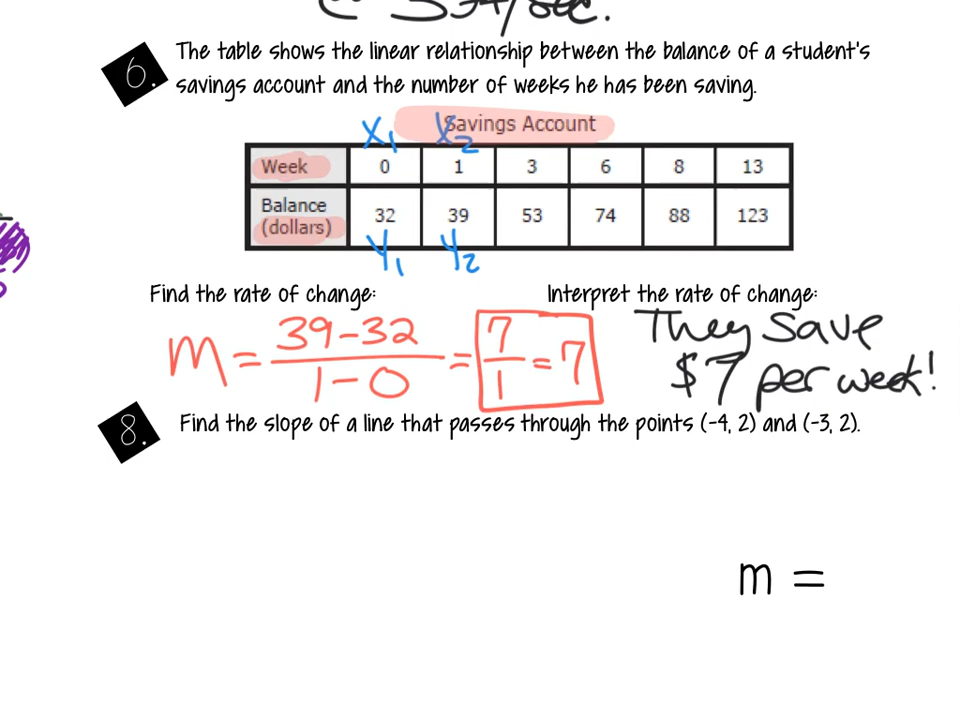 6. The table shows the linear relationship between the balance of a student's
savings account and the number of weeks he has been saving.
X1 X2 Savings Account
Week 0 1 3 6 8 13
Balance (dollars) 32 39 53 74 88 123
Y1 Y2
Find the rate of change: Interpret the rate of change:
m = 39-32 / 1-0 = 7/1 = 7
They save
$7 per week!
8. Find the slope of a line that passes through the points (-4, 2) and (-3, 2).
m =